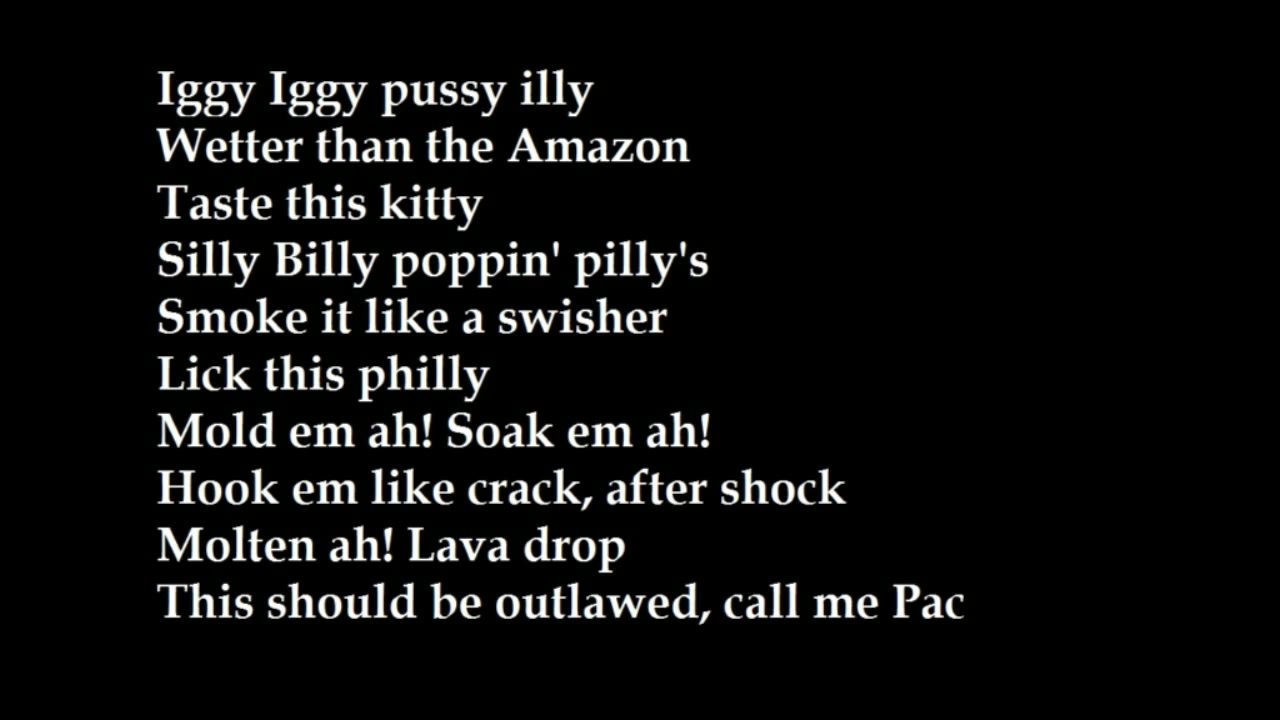 Iggy Iggy pussy illy
Wetter than the Amazon
Taste this kitty
Silly Billy poppin' pilly's
Smoke it like a swisher
Lick this philly
Mold em ah! Soak em ah!
Hook em like crack, after shock
Molten ah! Lava drop
This should be outlawed, call me Pac